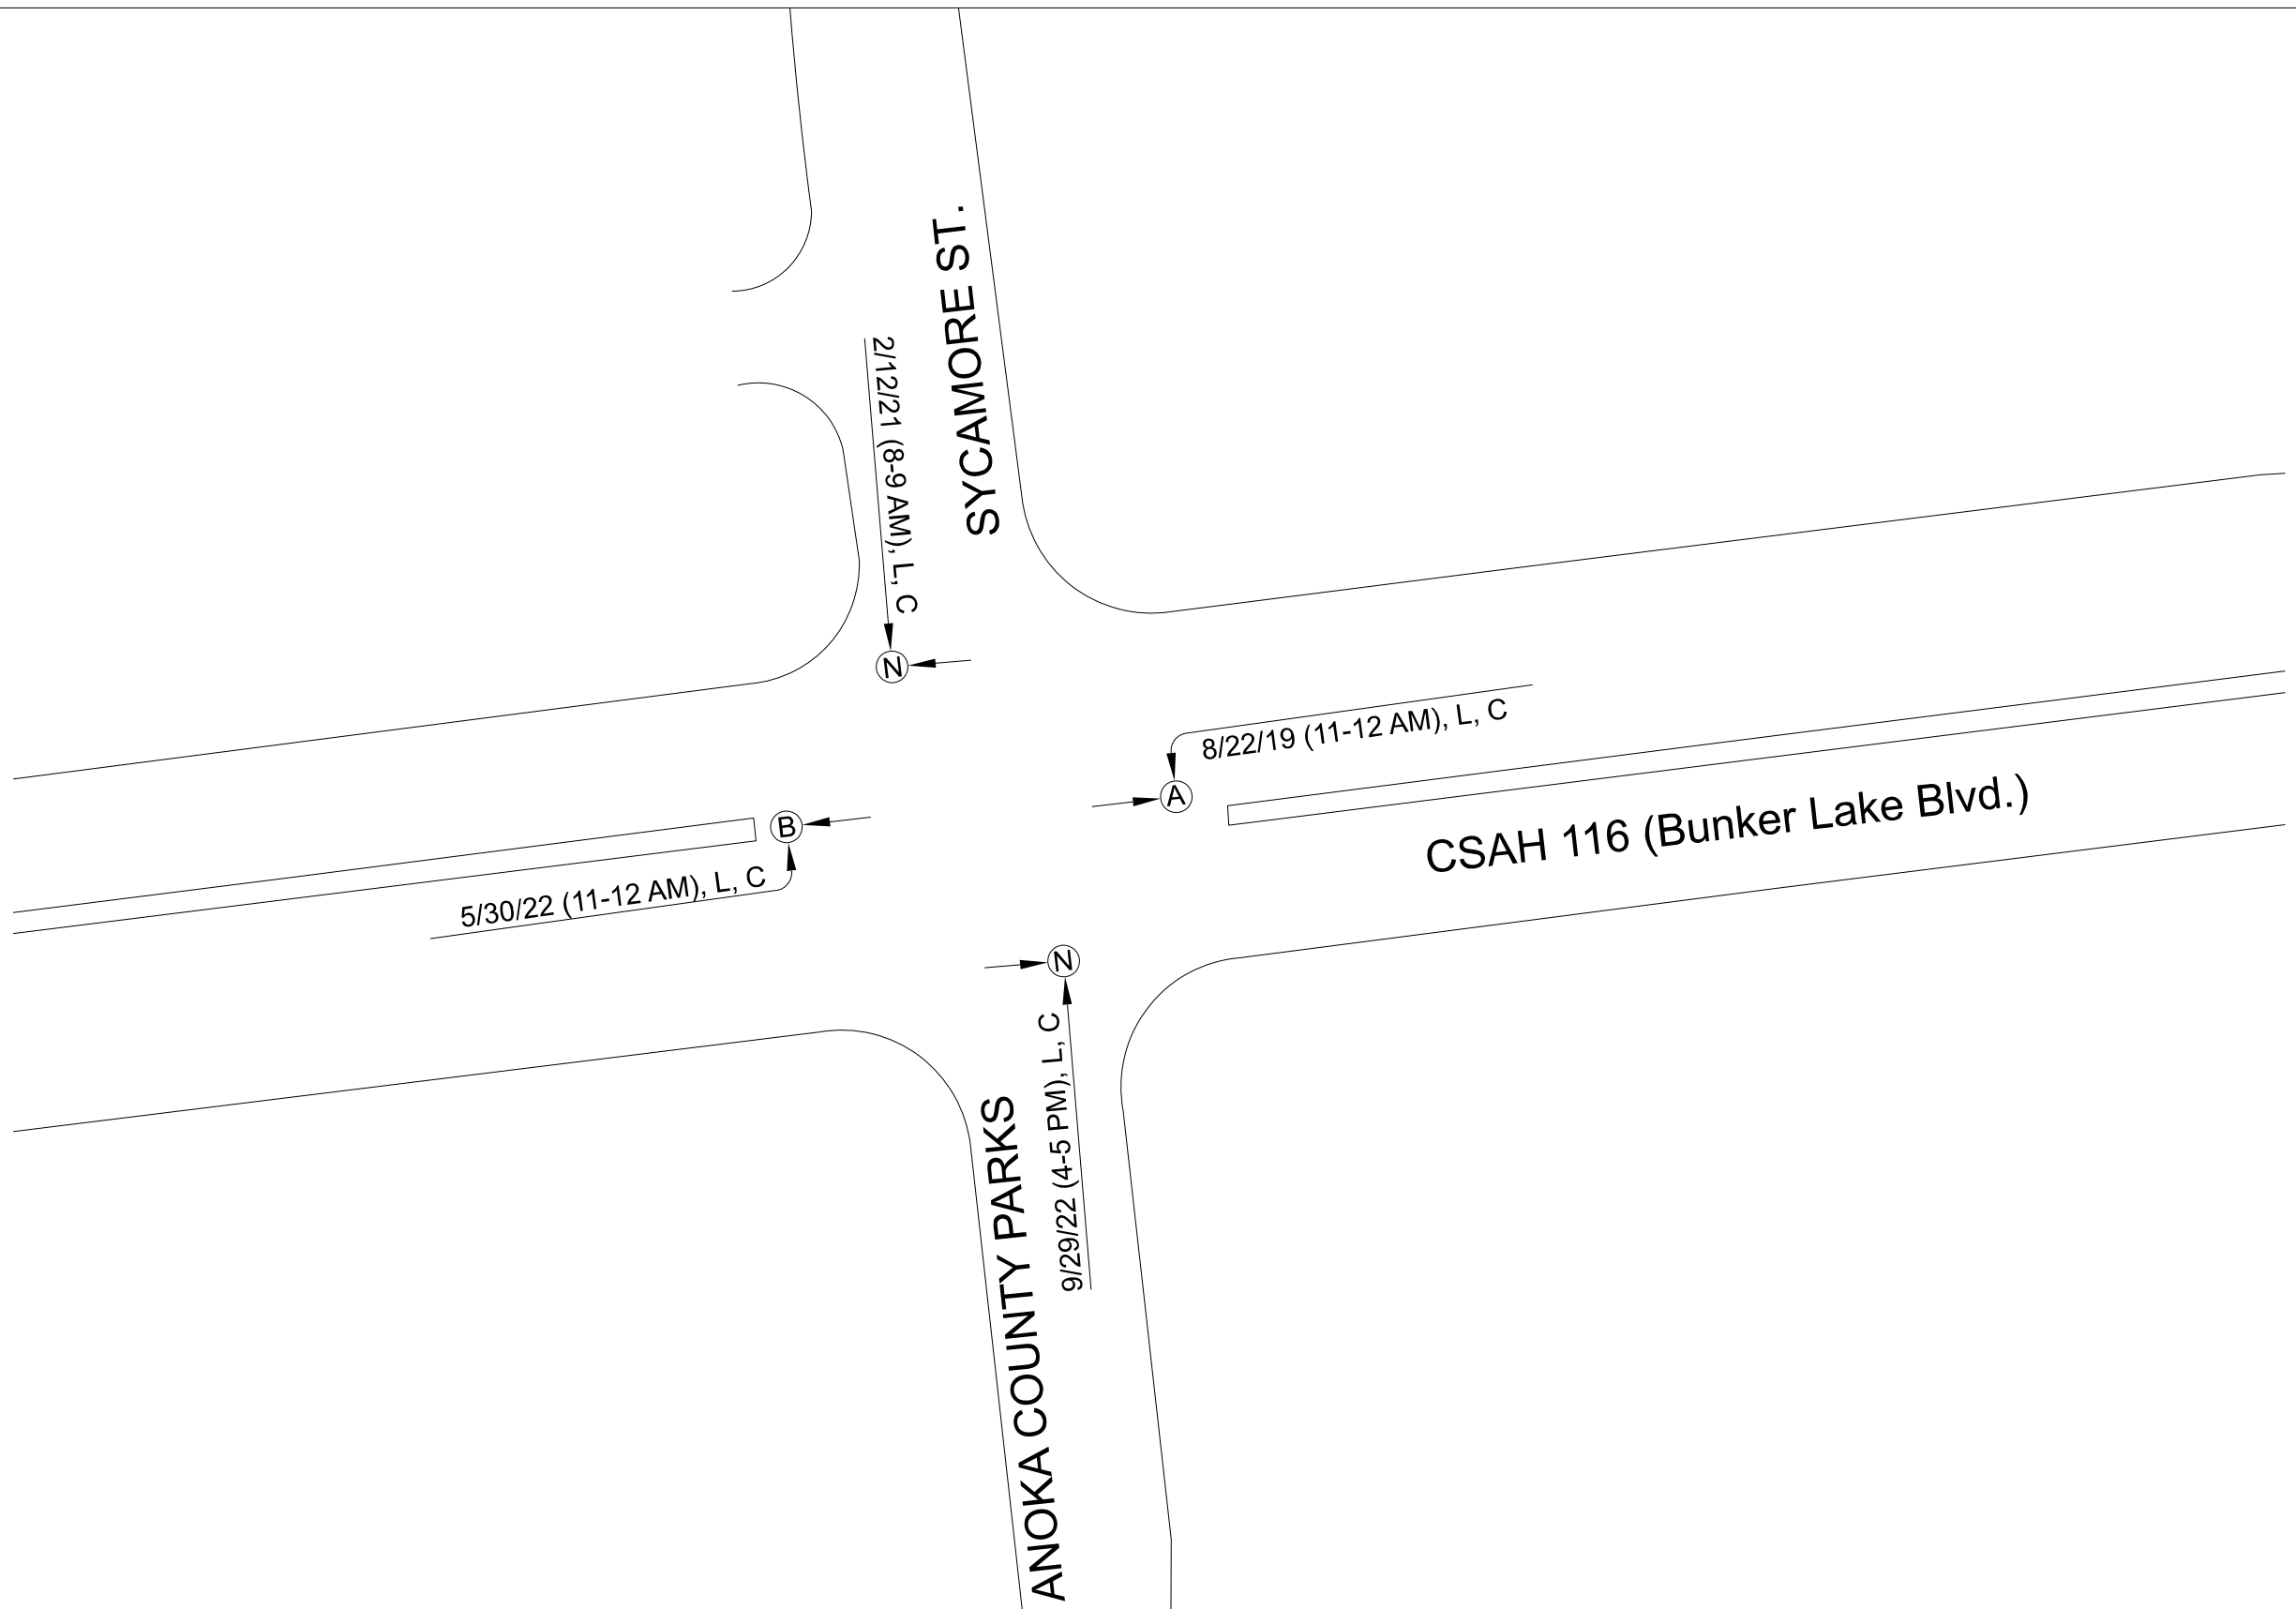 SYCAMORE ST.
2/12/21 (8-9 AM), L, C
N
8/22/19 (11-12 AM), L, C
A
CSAH 116 (Bunker Lake Blvd.)
B
5/30/22 (11-12 AM), L, C
N
9/29/22 (4-5 PM), L, C
ANOKA COUNTY PARKS